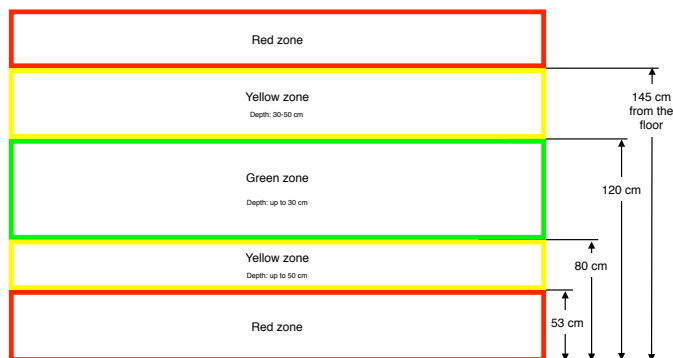 Red zone
Yellow zone
Depth: 30-50 cm
145 cm
from the
floor
Green zone
Depth: up to 30 cm
120 cm
Yellow zone
Depth: up to 50 cm
80 cm
Red zone
53 cm